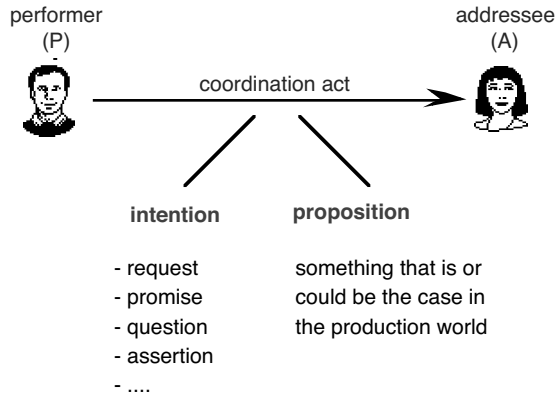 performer
(P)
addressee
(A)
coordination act
intention
proposition
- request
- promise
- question
- assertion
- ....
something that is or
could be the case in
the production world